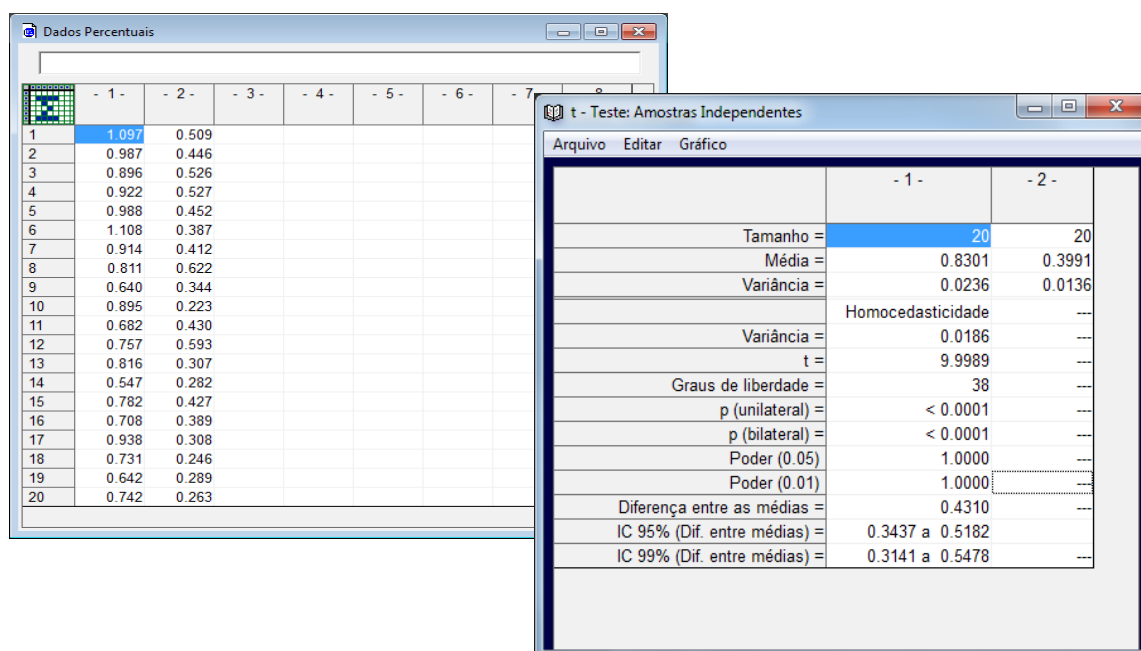 Dados Percentuais
- 1 - - 2 - - 3 - - 4 - - 5 - - 6 - - 7
1 1.097 0.509
2 0.987 0.446
3 0.896 0.526
4 0.922 0.527
5 0.988 0.452
6 1.108 0.387
7 0.914 0.412
8 0.811 0.622
9 0.640 0.344
10 0.895 0.223
11 0.682 0.430
12 0.757 0.593
13 0.816 0.307
14 0.547 0.282
15 0.782 0.427
16 0.708 0.389
17 0.938 0.308
18 0.731 0.246
19 0.642 0.289
20 0.742 0.263
t - Teste: Amostras Independentes
Arquivo Editar Gráfico
- 1 - - 2 -
Tamanho = 20 20
Média = 0.8301 0.3991
Variância = 0.0236 0.0136
Homocedasticidade ---
Variância = 0.0186 ---
t = 9.9989 ---
Graus de liberdade = 38 ---
p (unilateral) = < 0.0001 ---
p (bilateral) = < 0.0001 ---
Poder (0.05) 1.0000 ---
Poder (0.01) 1.0000 ---
Diferença entre as médias = 0.4310 ---
IC 95% (Dif. entre médias) = 0.3437 a 0.5182
IC 99% (Dif. entre médias) = 0.3141 a 0.5478 ---